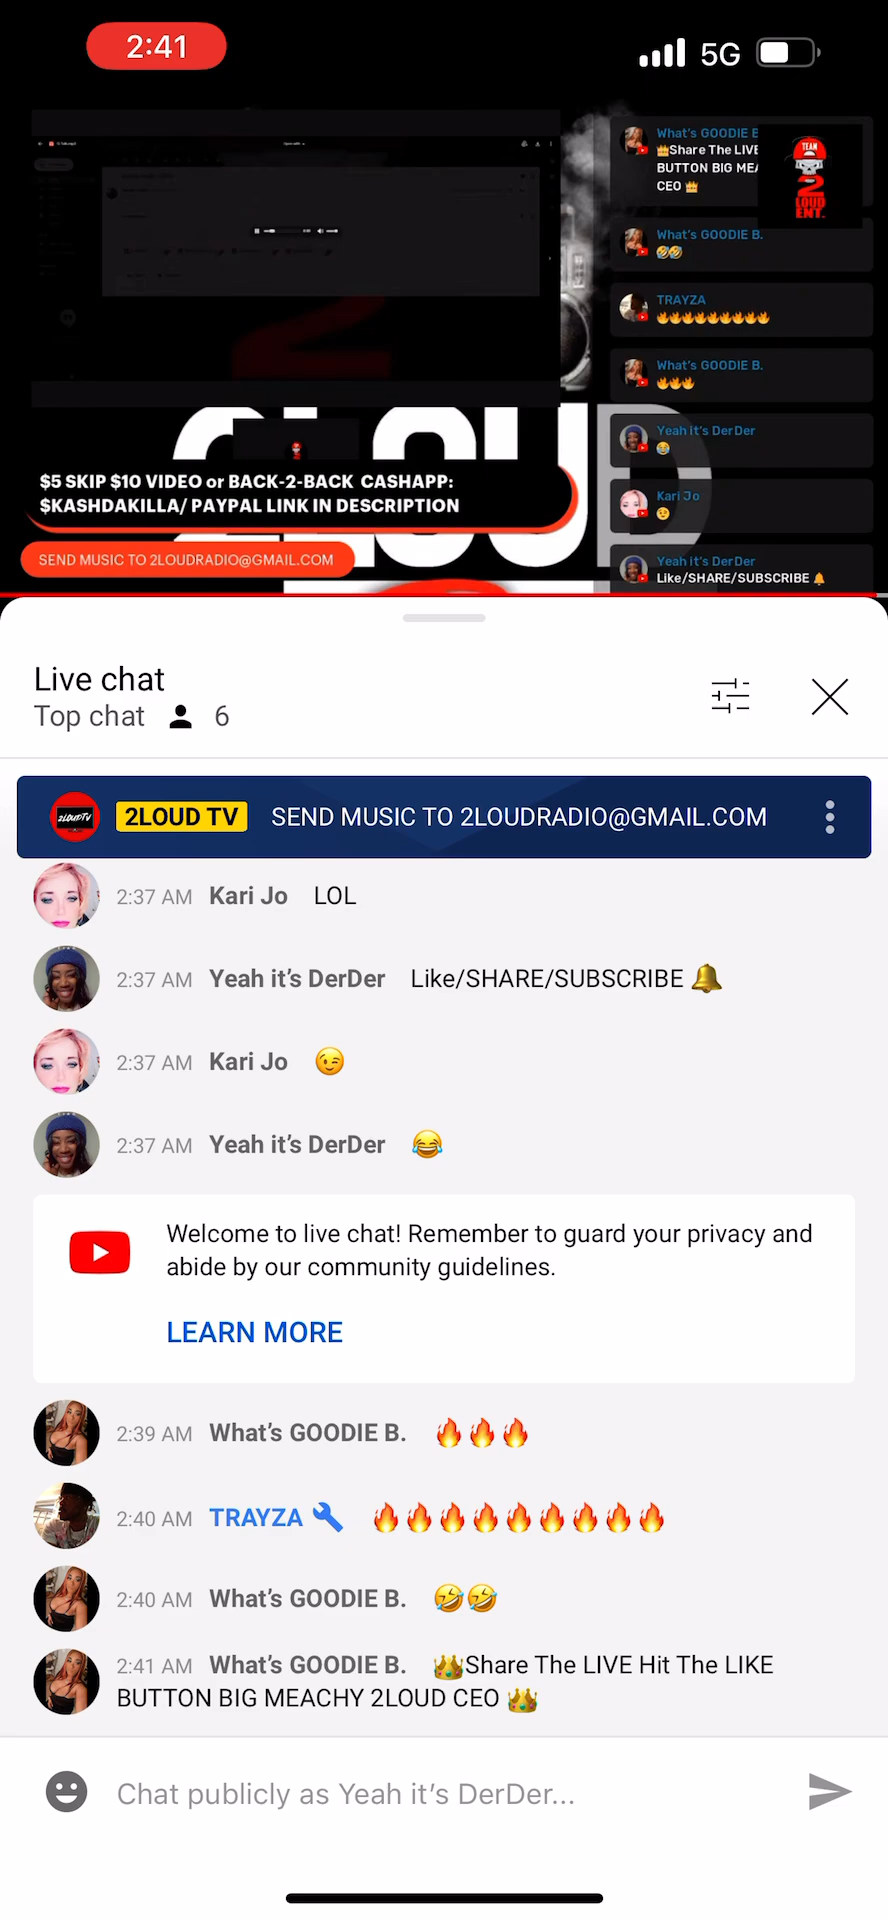 2:41
5G
What's GOODIE B
👑Share The LIVE
BUTTON BIG MEA
CEO 👑
TEAM
2
LOUD
ENT.
What's GOODIE B.
🤣🤣
TRAYZA
🔥🔥🔥🔥🔥🔥🔥🔥🔥
What's GOODIE B.
🔥🔥🔥
Yeah it's DerDer
😂
Kari Jo
😉
Yeah it's DerDer
Like/SHARE/SUBSCRIBE 🔔
2LOUD
$5 SKIP $10 VIDEO or BACK-2-BACK CASHAPP:
$KASHDAKILLA/ PAYPAL LINK IN DESCRIPTION
SEND MUSIC TO 2LOUDRADIO@GMAIL.COM
Live chat
Top chat 6
2LOUDTV 2LOUD TV SEND MUSIC TO 2LOUDRADIO@GMAIL.COM
2:37 AM Kari Jo LOL
2:37 AM Yeah it's DerDer Like/SHARE/SUBSCRIBE 🔔
2:37 AM Kari Jo 😉
2:37 AM Yeah it's DerDer 😂
Welcome to live chat! Remember to guard your privacy and
abide by our community guidelines.
LEARN MORE
2:39 AM What's GOODIE B. 🔥🔥🔥
2:40 AM TRAYZA 🔧 🔥🔥🔥🔥🔥🔥🔥🔥🔥
2:40 AM What's GOODIE B. 🤣🤣
2:41 AM What's GOODIE B. 👑Share The LIVE Hit The LIKE
BUTTON BIG MEACHY 2LOUD CEO 👑
Chat publicly as Yeah it's DerDer...